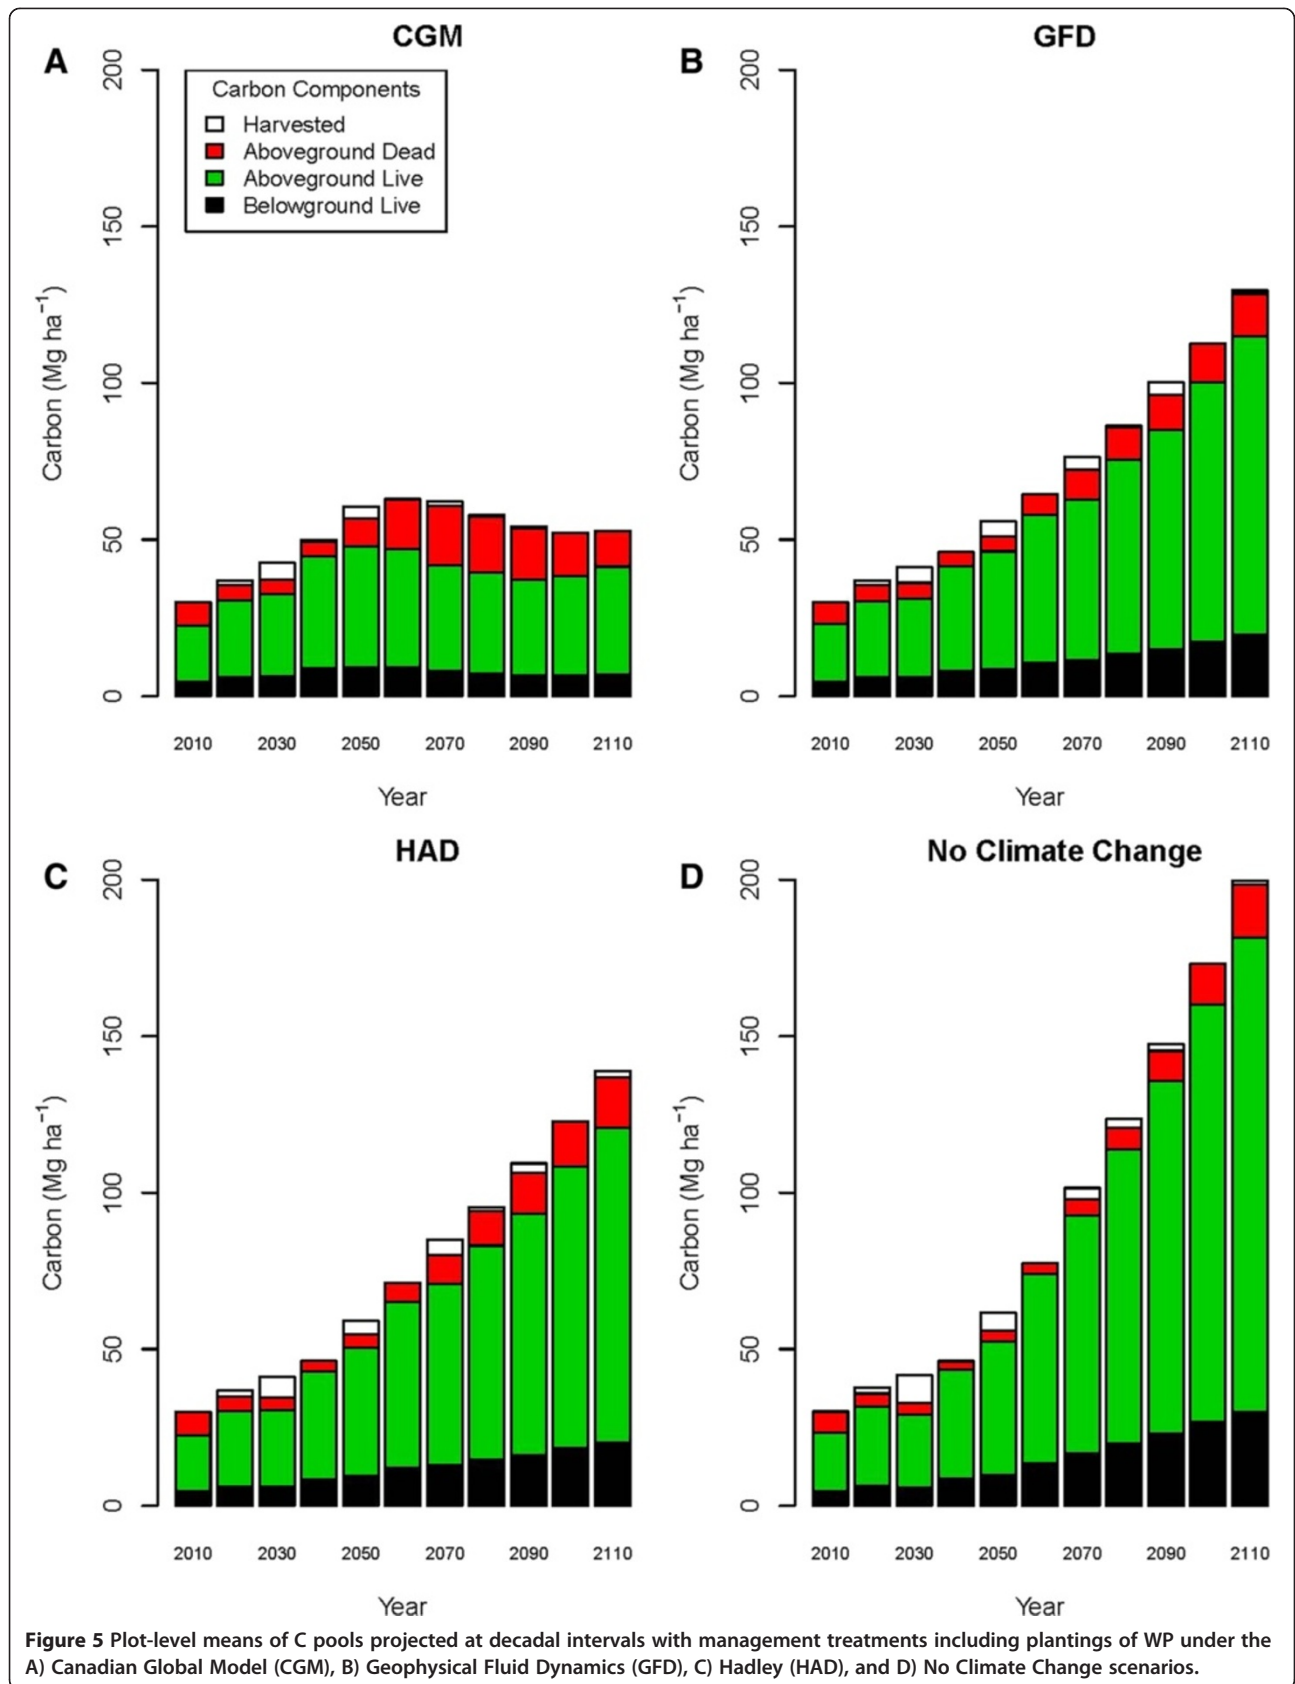 A
CGM
200
150
100
50
0
Carbon (Mg ha⁻¹)
Carbon Components
Harvested
Aboveground Dead
Aboveground Live
Belowground Live
2010 2030 2050 2070 2090 2110
Year
B
GFD
200
150
100
50
0
Carbon (Mg ha⁻¹)
2010 2030 2050 2070 2090 2110
Year
C
HAD
200
150
100
50
0
Carbon (Mg ha⁻¹)
2010 2030 2050 2070 2090 2110
Year
D
No Climate Change
200
150
100
50
0
Carbon (Mg ha⁻¹)
2010 2030 2050 2070 2090 2110
Year
Figure 5 Plot-level means of C pools projected at decadal intervals with management treatments including plantings of WP under the
A) Canadian Global Model (CGM), B) Geophysical Fluid Dynamics (GFD), C) Hadley (HAD), and D) No Climate Change scenarios.